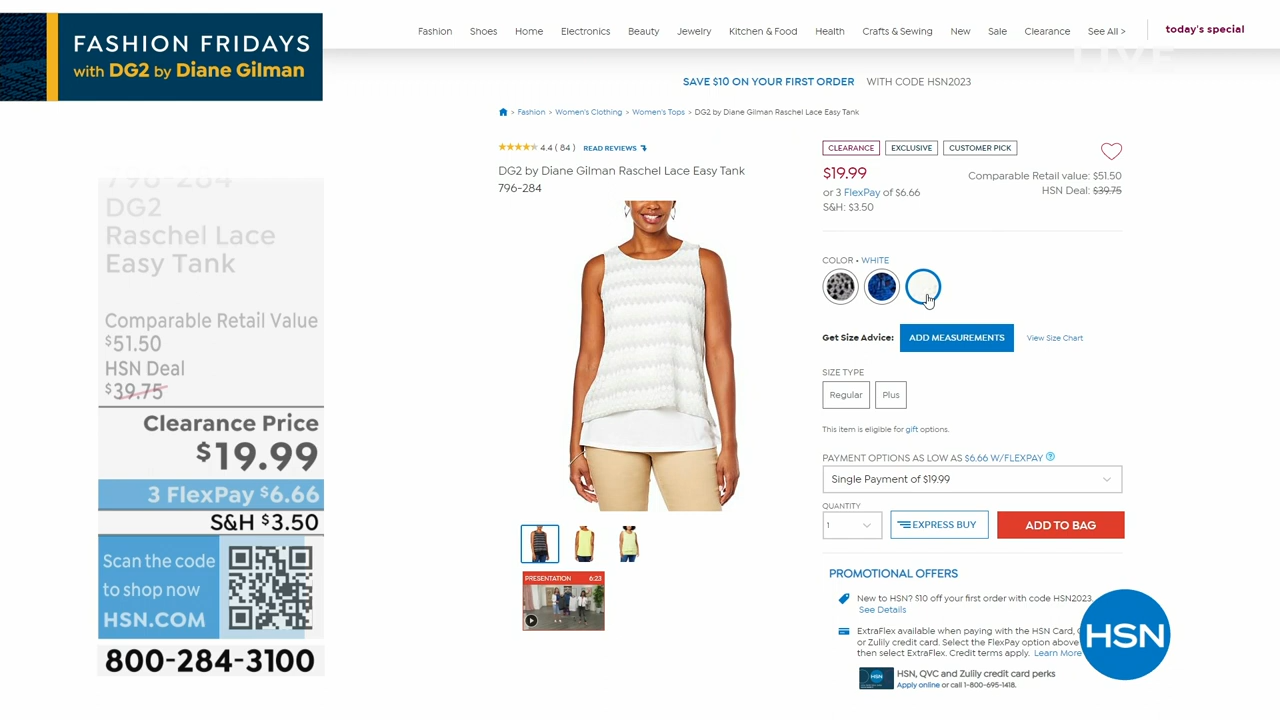 FASHION FRIDAYS
with DG2 by Diane Gilman
Fashion Shoes Home Electronics Beauty Jewelry Kitchen & Food Health Crafts & Sewing New Sale Clearance See All > today's special
LIVE
SAVE $10 ON YOUR FIRST ORDER WITH CODE HSN2023
> Fashion > Women's Clothing > Women's Tops > DG2 by Diane Gilman Raschel Lace Easy Tank
4.4 ( 84 ) READ REVIEWS
DG2 by Diane Gilman Raschel Lace Easy Tank
796-284
CLEARANCE EXCLUSIVE CUSTOMER PICK
$19.99
or 3 FlexPay of $6.66
S&H: $3.50
Comparable Retail value: $51.50
HSN Deal: $39.75
COLOR • WHITE
Get Size Advice: ADD MEASUREMENTS View Size Chart
SIZE TYPE
Regular Plus
This item is eligible for gift options.
PAYMENT OPTIONS AS LOW AS $6.66 W/FLEXPAY ?
Single Payment of $19.99
QUANTITY
1 EXPRESS BUY ADD TO BAG
PRESENTATION 6:23
PROMOTIONAL OFFERS
New to HSN? $10 off your first order with code HSN2023.
See Details
ExtraFlex available when paying with the HSN Card,
or Zulily credit card. Select the FlexPay option above
then select ExtraFlex. Credit terms apply. Learn More
HSN, QVC and Zulily credit card perks
Apply online or call 1-800-695-1418.
HSN
796-284
DG2
Raschel Lace
Easy Tank
Comparable Retail Value
$51.50
HSN Deal
$39.75
Clearance Price
$19.99
3 FlexPay $6.66
S&H $3.50
Scan the code
to shop now
HSN.COM
800-284-3100